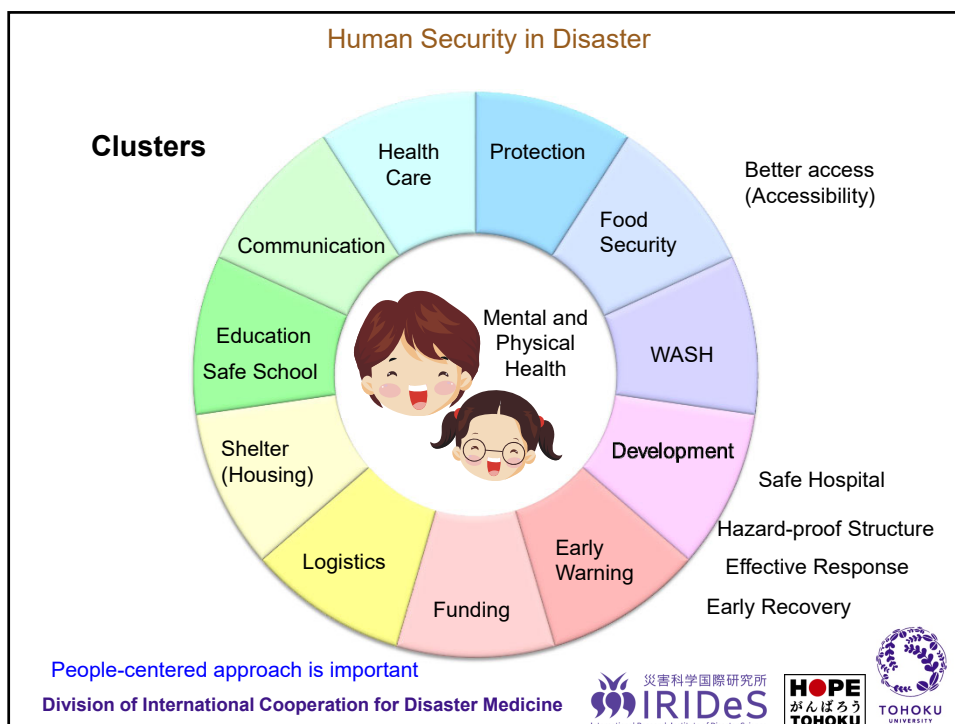 Human Security in Disaster
Clusters
Health
Care
Protection
Better access
(Accessibility)
Food
Security
Communication
Mental and
Physical
Health
Education
Safe School
WASH
Shelter
(Housing)
Development
Safe Hospital
Hazard-proof Structure
Logistics
Early
Warning
Effective Response
Funding
Early Recovery
People-centered approach is important
Division of International Cooperation for Disaster Medicine
災害科学国際研究所
IRIDeS
HOPE
がんばろう
TOHOKU
TOHOKU
UNIVERSITY